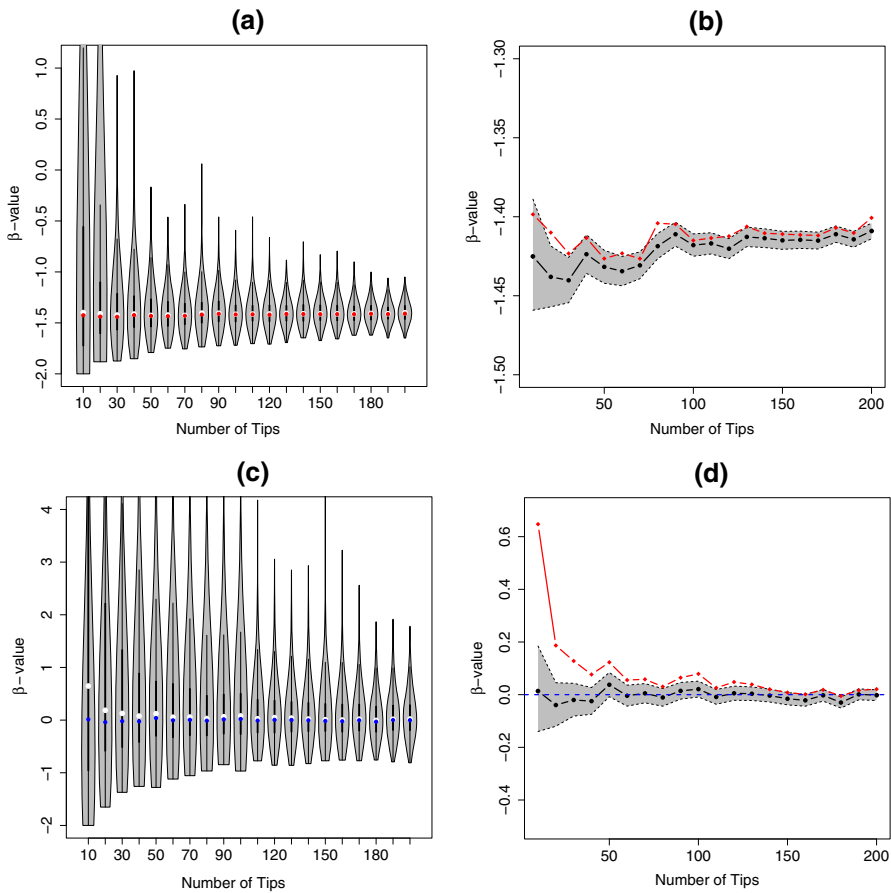 (a)
β−value
1.0
0.5
0.0
−0.5
−1.0
−1.5
−2.0
10 30 50 70 90 120 150 180
Number of Tips
(b)
β−value
−1.30
−1.35
−1.40
−1.45
−1.50
50 100 150 200
Number of Tips
(c)
β−value
4
3
2
1
0
−1
−2
10 30 50 70 90 120 150 180
Number of Tips
(d)
β−value
0.6
0.4
0.2
0.0
−0.2
−0.4
50 100 150 200
Number of Tips